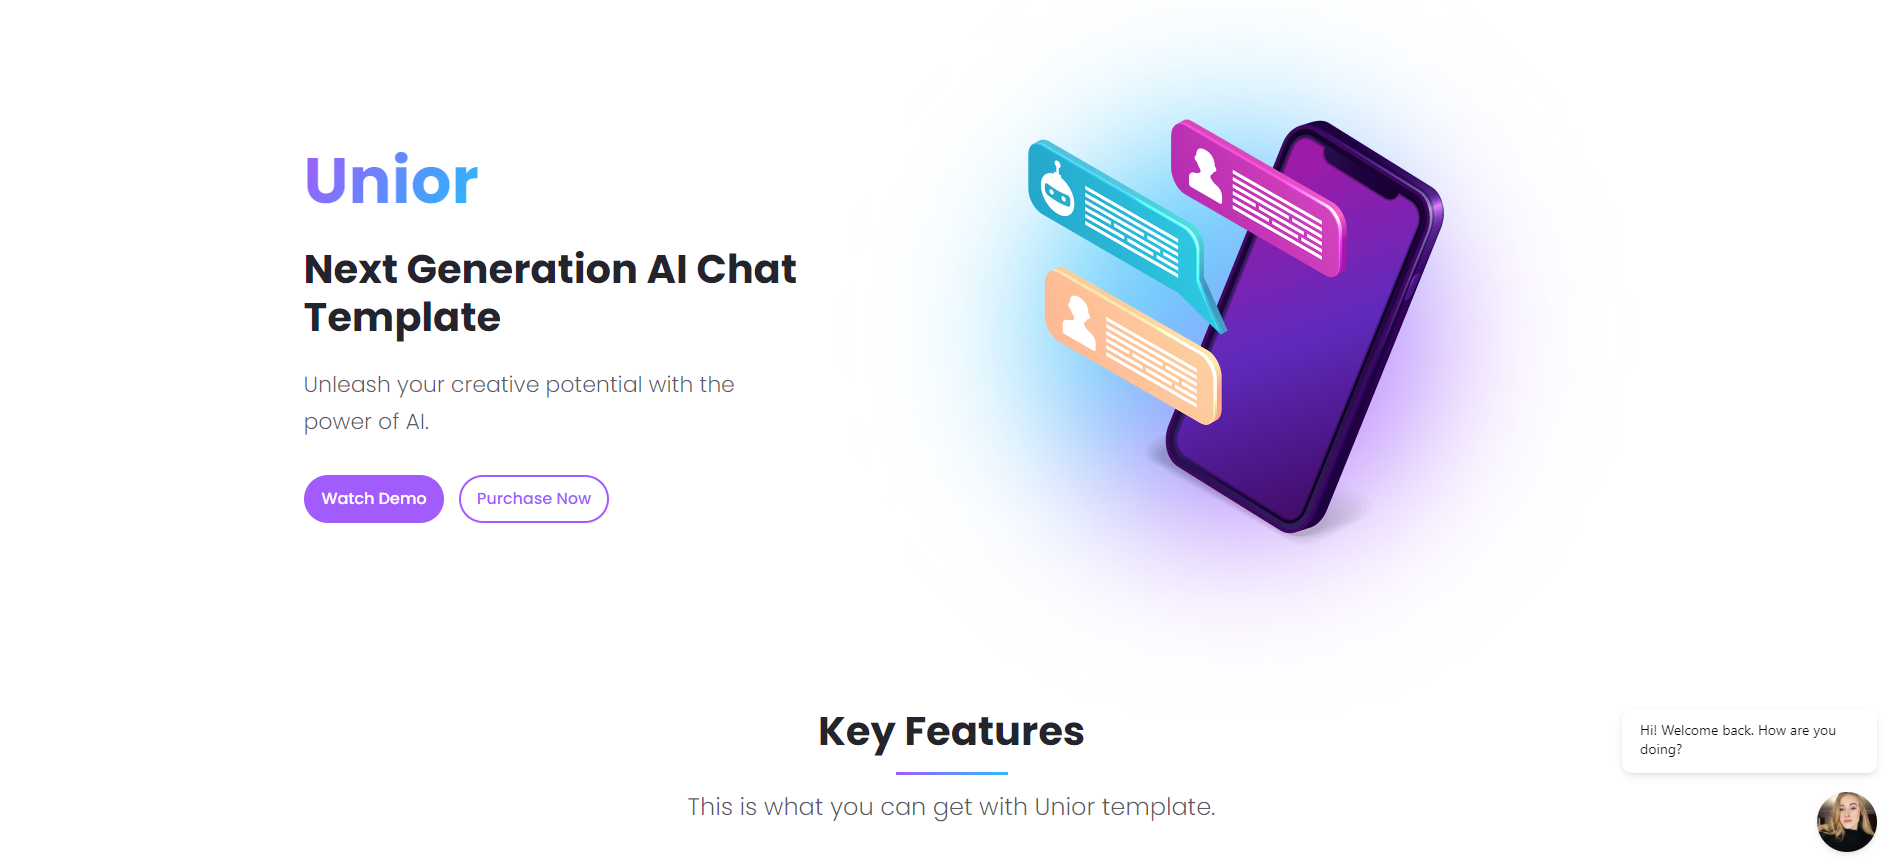 Unior
Next Generation AI Chat
Template
Unleash your creative potential with the
power of AI.
Watch Demo
Purchase Now
Key Features
This is what you can get with Unior template.
Hi! Welcome back. How are you
doing?